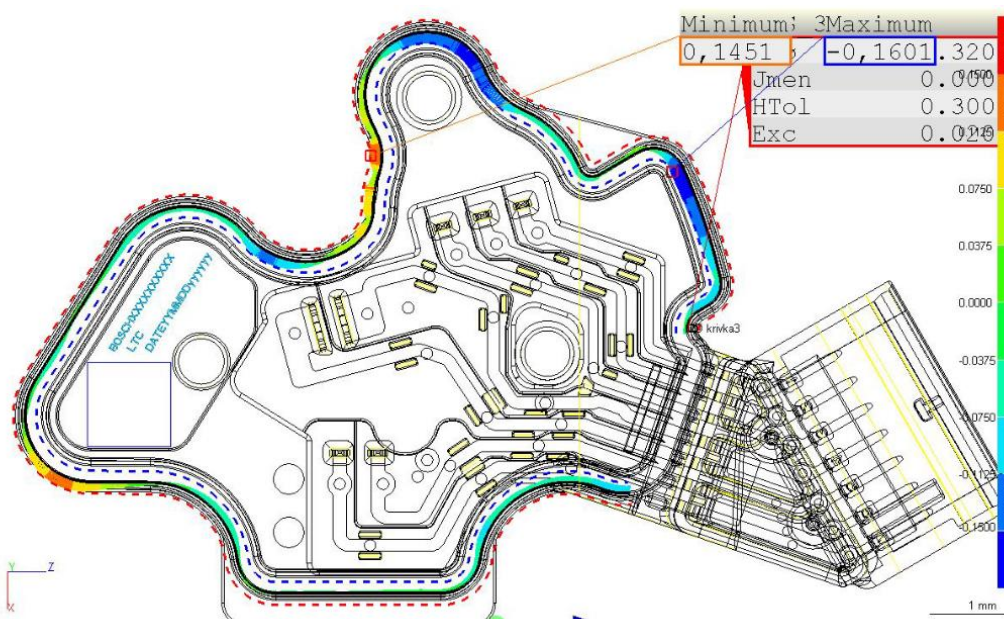 Minimum; 3Maximum
0,1451 -0,1601.320
Jmen 0.000
HTol 0.300
Exc 0.020
0.1500
0.1125
0.0750
0.0375
0.0000
-0.0375
-0.0750
-0.1125
-0.1500
krivka3
BOSCHXXXXXXXXXXXX
LTC
DATEYYMMDDyyyyyy
Y
Z
X
1 mm